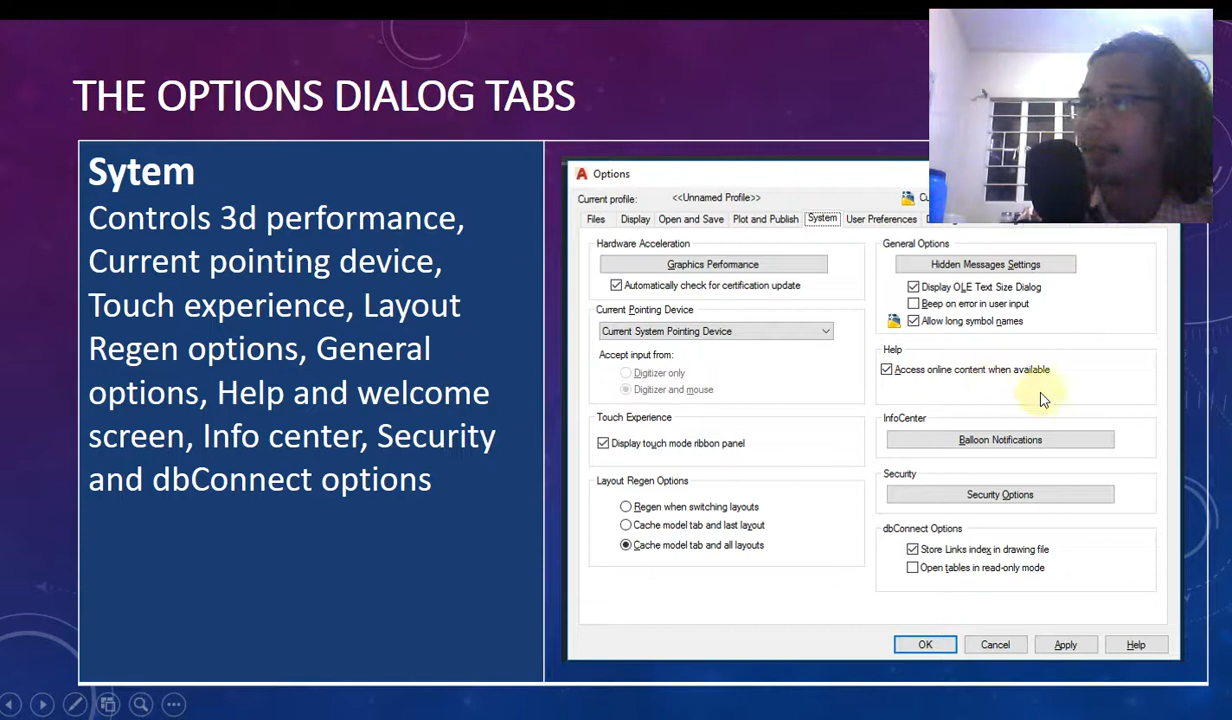 THE OPTIONS DIALOG TABS
Sytem
Controls 3d performance,
Current pointing device,
Touch experience, Layout
Regen options, General
options, Help and welcome
screen, Info center, Security
and dbConnect options
Options
Current profile:
<<Unnamed Profile>>
Files
Display
Open and Save
Plot and Publish
System
User Preferences
Hardware Acceleration
Graphics Performance
Automatically check for certification update
Current Pointing Device
Current System Pointing Device
Accept input from:
Digitizer only
Digitizer and mouse
Touch Experience
Display touch mode ribbon panel
Layout Regen Options
Regen when switching layouts
Cache model tab and last layout
Cache model tab and all layouts
General Options
Hidden Messages Settings
Display OLE Text Size Dialog
Beep on error in user input
Allow long symbol names
Help
Access online content when available
InfoCenter
Balloon Notifications
Security
Security Options
dbConnect Options
Store Links index in drawing file
Open tables in read-only mode
OK
Cancel
Apply
Help